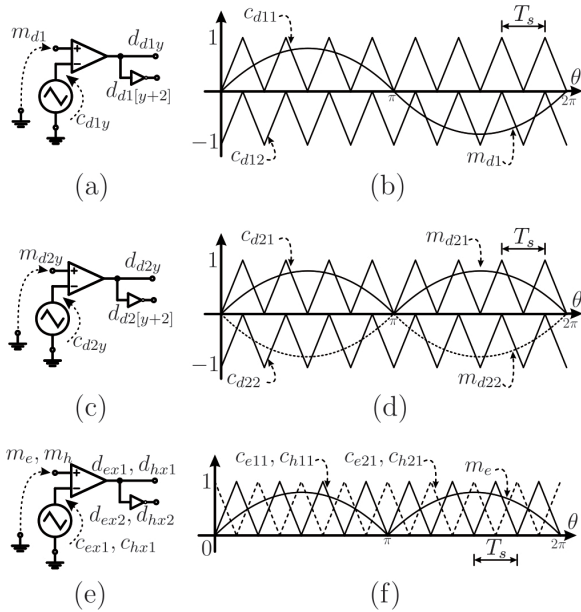 m_{d1} d_{d1y}
d_{d1[y+2]}
c_{d1y}
(a)
c_{d11} T_s
1
θ
π 2π
−1
c_{d12} m_{d1}
(b)
m_{d2y} d_{d2y}
d_{d2[y+2]}
c_{d2y}
(c)
c_{d21} m_{d21} T_s
1
θ
π 2π
−1
c_{d22} m_{d22}
(d)
m_e, m_h d_{ex1}, d_{hx1}
d_{ex2}, d_{hx2}
c_{ex1}, c_{hx1}
(e)
c_{e11}, c_{h11} c_{e21}, c_{h21} m_e
1
θ
0 π 2π
T_s
(f)